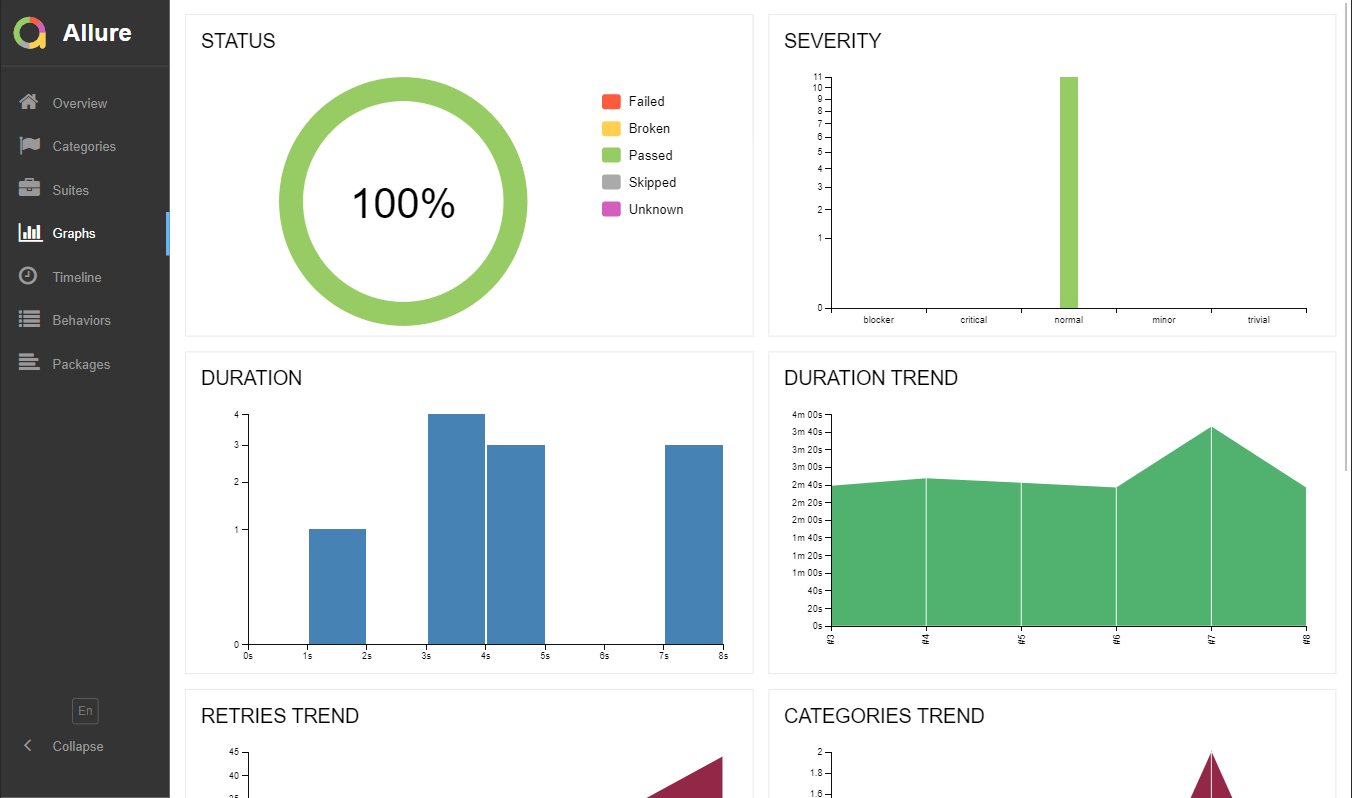 Allure
Overview
Categories
Suites
Graphs
Timeline
Behaviors
Packages
En
Collapse
STATUS
100%
Failed
Broken
Passed
Skipped
Unknown
SEVERITY
11
10
9
8
7
6
5
4
3
2
1
0
blocker critical normal minor trivial
DURATION
4
3
2
1
0
0s 1s 2s 3s 4s 5s 6s 7s 8s
DURATION TREND
4m 00s
3m 40s
3m 20s
3m 00s
2m 40s
2m 20s
2m 00s
1m 40s
1m 20s
1m 00s
40s
20s
0s
#3 #4 #5 #6 #7 #8
RETRIES TREND
45
40
35
CATEGORIES TREND
2
1.8
1.6